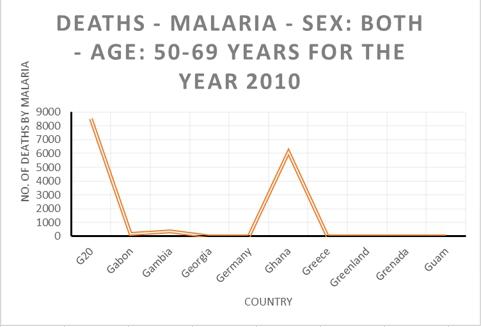 DEATHS - MALARIA - SEX: BOTH
- AGE: 50-69 YEARS FOR THE
YEAR 2010
NO. OF DEATHS BY MALARIA
9000
8000
7000
6000
5000
4000
3000
2000
1000
0
G20
Gabon
Gambia
Georgia
Germany
Ghana
Greece
Greenland
Grenada
Guam
COUNTRY